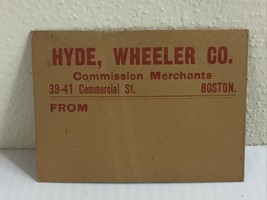 HYDE, WHEELER CO.
Commission Merchants
39-41 Commercial St. BOSTON.
FROM